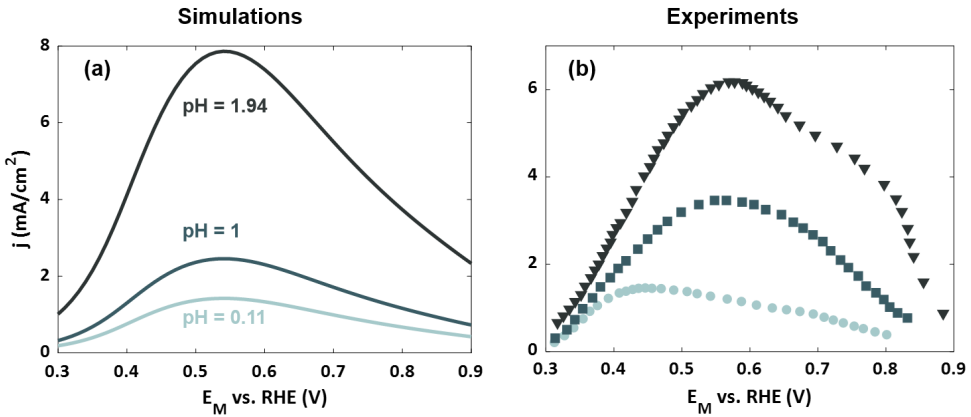 Simulations
Experiments
(a)
pH = 1.94
pH = 1
pH = 0.11
j (mA/cm²)
8
6
4
2
0
0.3 0.4 0.5 0.6 0.7 0.8 0.9
E_M vs. RHE (V)
(b)
6
4
2
0
0.3 0.4 0.5 0.6 0.7 0.8 0.9
E_M vs. RHE (V)